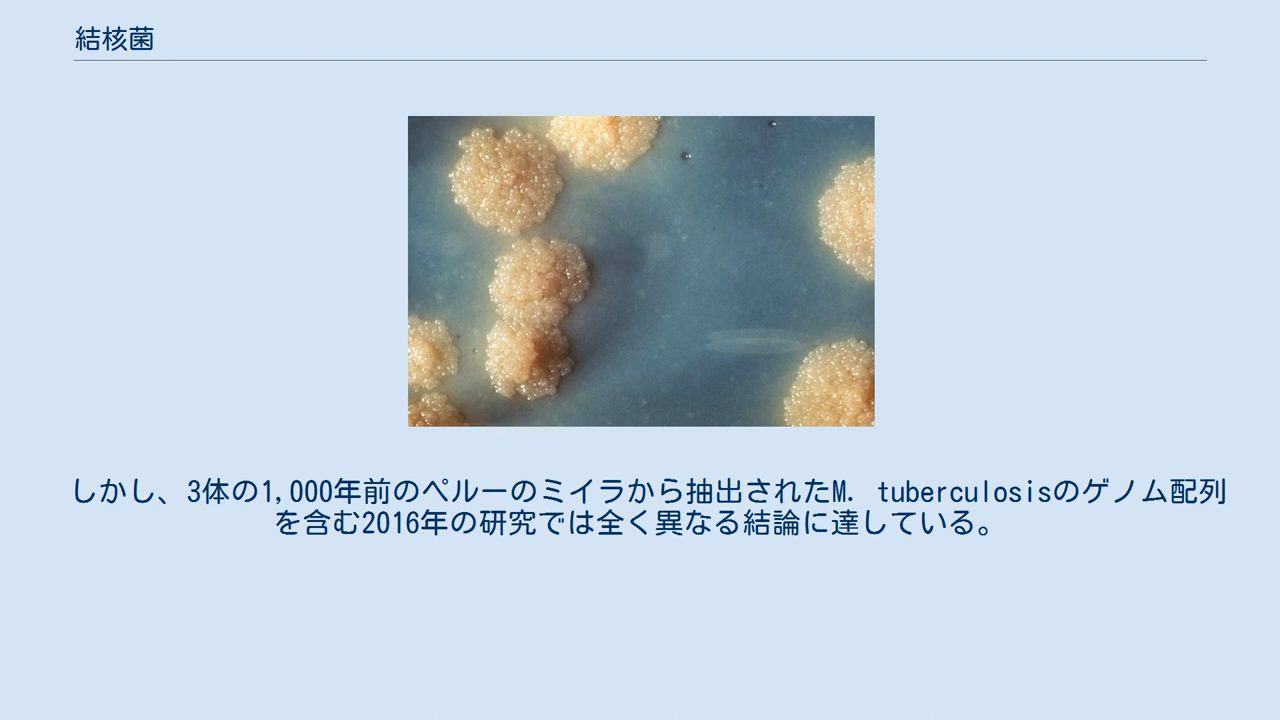 結核菌
しかし、3体の1,000年前のペルーのミイラから抽出されたM. tuberculosisのゲノム配列
を含む2016年の研究では全く異なる結論に達している。